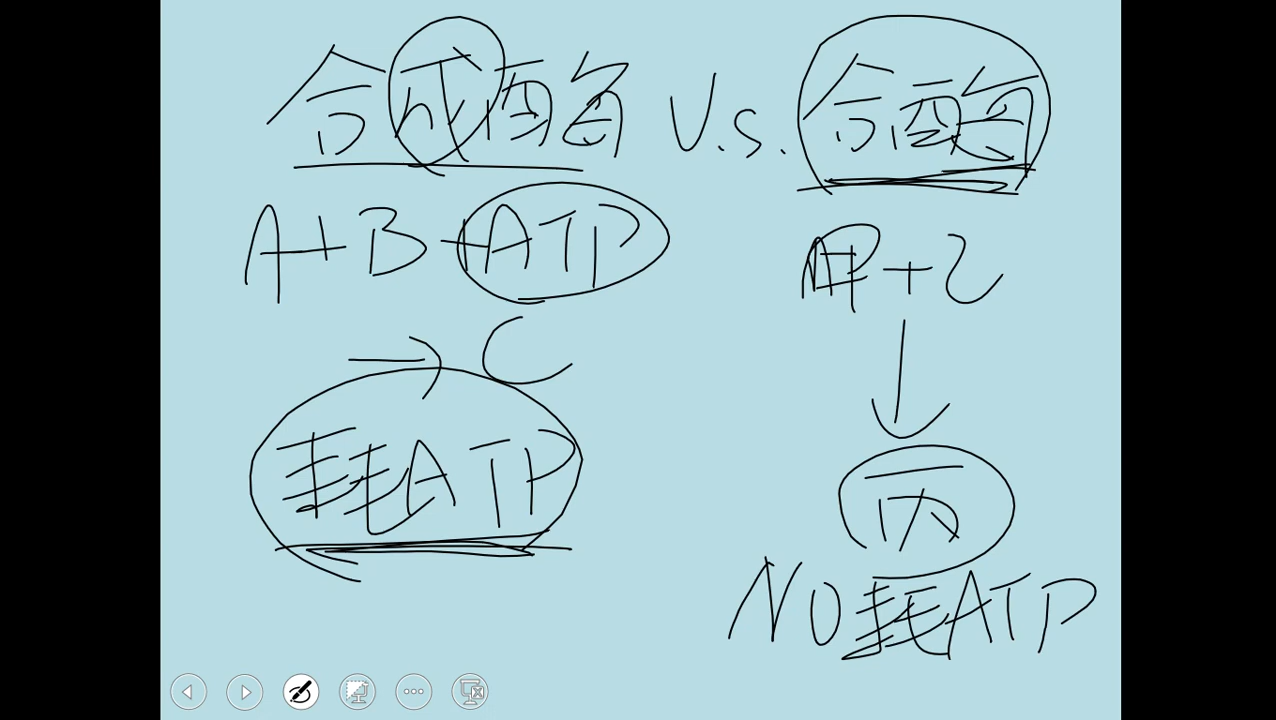 合成酶 V.S. 合酶
A+B+ATP
→C
耗ATP
甲+乙
↓
丙
NO耗ATP